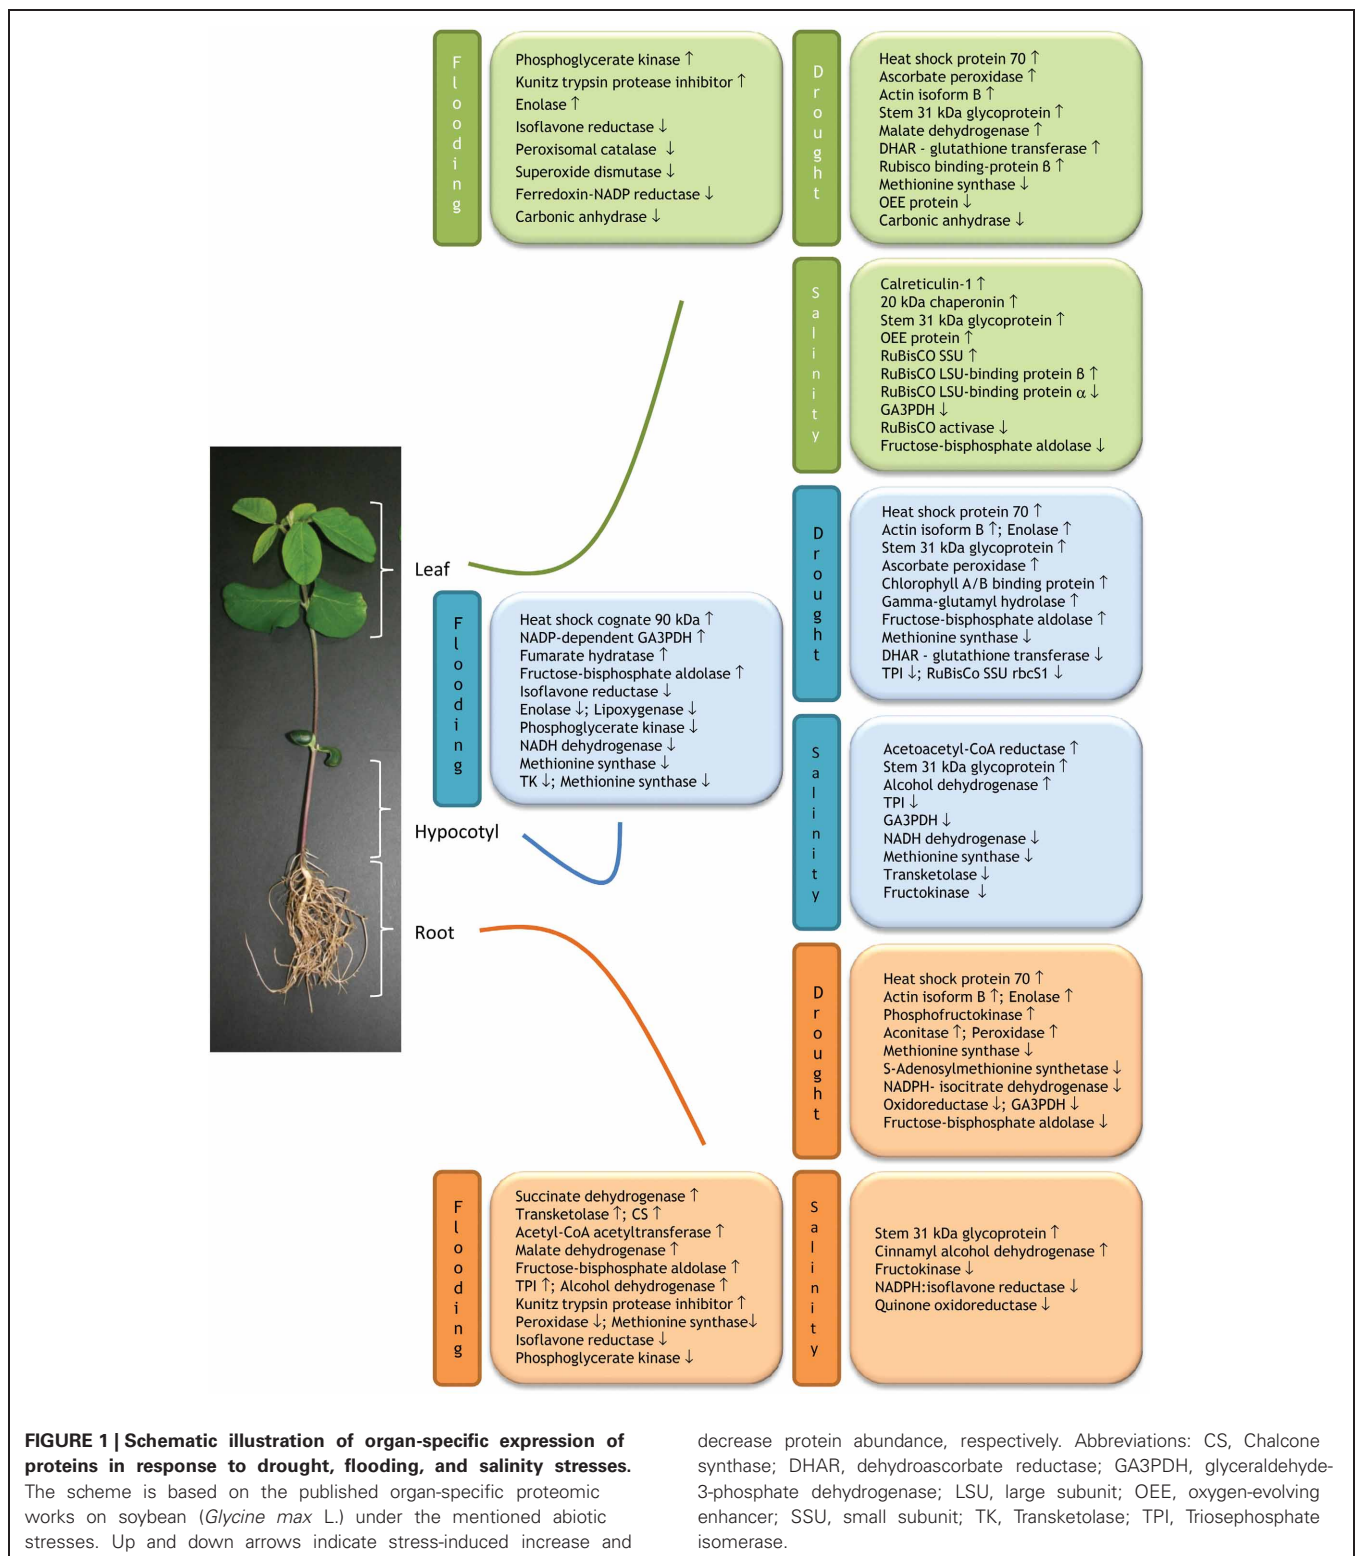 Flooding
Phosphoglycerate kinase ↑
Kunitz trypsin protease inhibitor ↑
Enolase ↑
Isoflavone reductase ↓
Peroxisomal catalase ↓
Superoxide dismutase ↓
Ferredoxin-NADP reductase ↓
Carbonic anhydrase ↓
Drought
Heat shock protein 70 ↑
Ascorbate peroxidase ↑
Actin isoform B ↑
Stem 31 kDa glycoprotein ↑
Malate dehydrogenase ↑
DHAR - glutathione transferase ↑
Rubisco binding-protein ß ↑
Methionine synthase ↓
OEE protein ↓
Carbonic anhydrase ↓
Salinity
Calreticulin-1 ↑
20 kDa chaperonin ↑
Stem 31 kDa glycoprotein ↑
OEE protein ↑
RuBisCO SSU ↑
RuBisCO LSU-binding protein ß ↑
RuBisCO LSU-binding protein α ↓
GA3PDH ↓
RuBisCO activase ↓
Fructose-bisphosphate aldolase ↓
Leaf
Flooding
Heat shock cognate 90 kDa ↑
NADP-dependent GA3PDH ↑
Fumarate hydratase ↑
Fructose-bisphosphate aldolase ↑
Isoflavone reductase ↓
Enolase ↓; Lipoxygenase ↓
Phosphoglycerate kinase ↓
NADH dehydrogenase ↓
Methionine synthase ↓
TK ↓; Methionine synthase ↓
Drought
Heat shock protein 70 ↑
Actin isoform B ↑; Enolase ↑
Stem 31 kDa glycoprotein ↑
Ascorbate peroxidase ↑
Chlorophyll A/B binding protein ↑
Gamma-glutamyl hydrolase ↑
Fructose-bisphosphate aldolase ↑
Methionine synthase ↓
DHAR - glutathione transferase ↓
TPI ↓; RuBisCo SSU rbcS1 ↓
Salinity
Acetoacetyl-CoA reductase ↑
Stem 31 kDa glycoprotein ↑
Alcohol dehydrogenase ↑
TPI ↓
GA3PDH ↓
NADH dehydrogenase ↓
Methionine synthase ↓
Transketolase ↓
Fructokinase ↓
Hypocotyl
Root
Drought
Heat shock protein 70 ↑
Actin isoform B ↑; Enolase ↑
Phosphofructokinase ↑
Aconitase ↑; Peroxidase ↑
Methionine synthase ↓
S-Adenosylmethionine synthetase ↓
NADPH- isocitrate dehydrogenase ↓
Oxidoreductase ↓; GA3PDH ↓
Fructose-bisphosphate aldolase ↓
Flooding
Succinate dehydrogenase ↑
Transketolase ↑; CS ↑
Acetyl-CoA acetyltransferase ↑
Malate dehydrogenase ↑
Fructose-bisphosphate aldolase ↑
TPI ↑; Alcohol dehydrogenase ↑
Kunitz trypsin protease inhibitor ↑
Peroxidase ↓; Methionine synthase↓
Isoflavone reductase ↓
Phosphoglycerate kinase ↓
Salinity
Stem 31 kDa glycoprotein ↑
Cinnamyl alcohol dehydrogenase ↑
Fructokinase ↓
NADPH:isoflavone reductase ↓
Quinone oxidoreductase ↓
FIGURE 1 | Schematic illustration of organ-specific expression of
proteins in response to drought, flooding, and salinity stresses.
The scheme is based on the published organ-specific proteomic
works on soybean (Glycine max L.) under the mentioned abiotic
stresses. Up and down arrows indicate stress-induced increase and
decrease protein abundance, respectively. Abbreviations: CS, Chalcone
synthase; DHAR, dehydroascorbate reductase; GA3PDH, glyceraldehyde-
3-phosphate dehydrogenase; LSU, large subunit; OEE, oxygen-evolving
enhancer; SSU, small subunit; TK, Transketolase; TPI, Triosephosphate
isomerase.